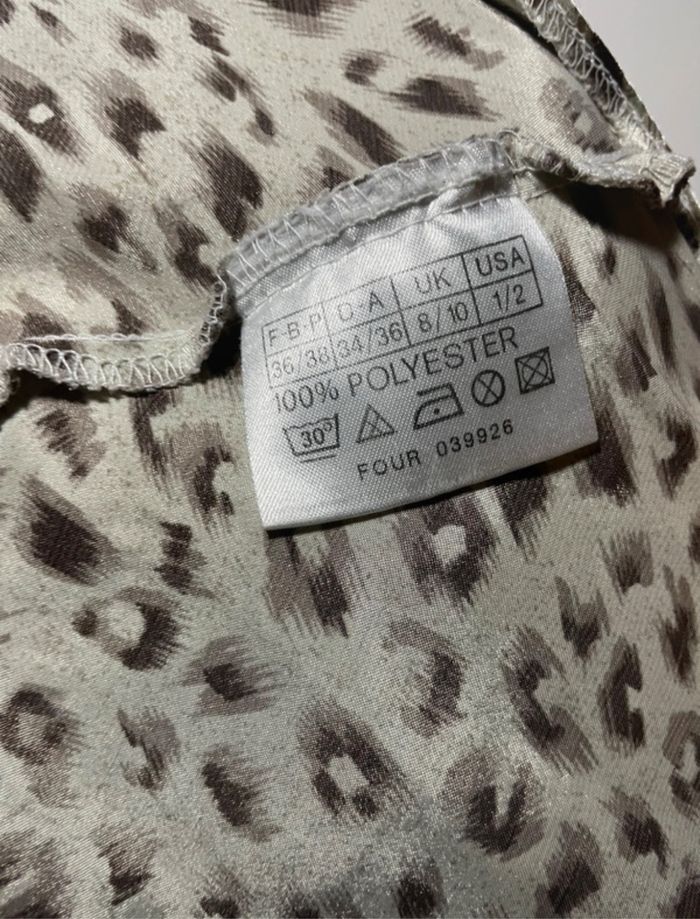 F-B-P D-A UK USA
36/38 34/36 8/10 1/2
100% POLYESTER
30°
FOUR 039926